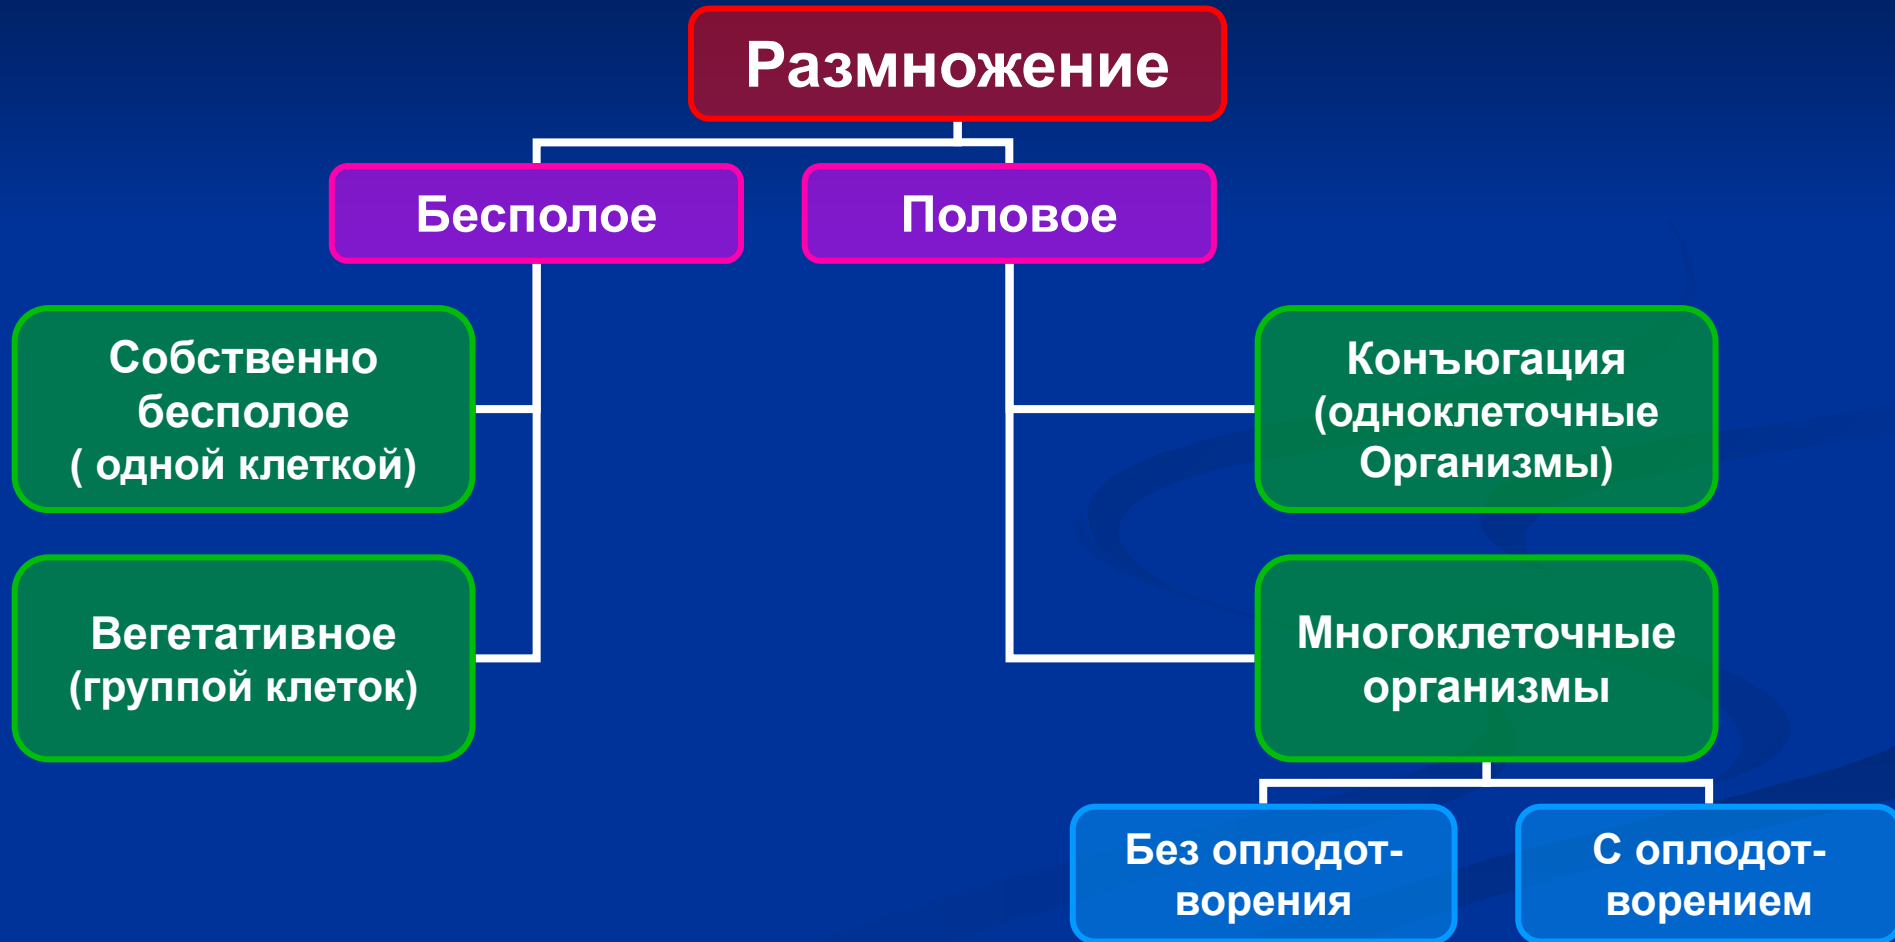 Размножение
Бесполое
Половое
Собственно
бесполое
( одной клеткой)
Вегетативное
(группой клеток)
Конъюгация
(одноклеточные
Организмы)
Многоклеточные
организмы
Без оплодот-
ворения
С оплодот-
ворением